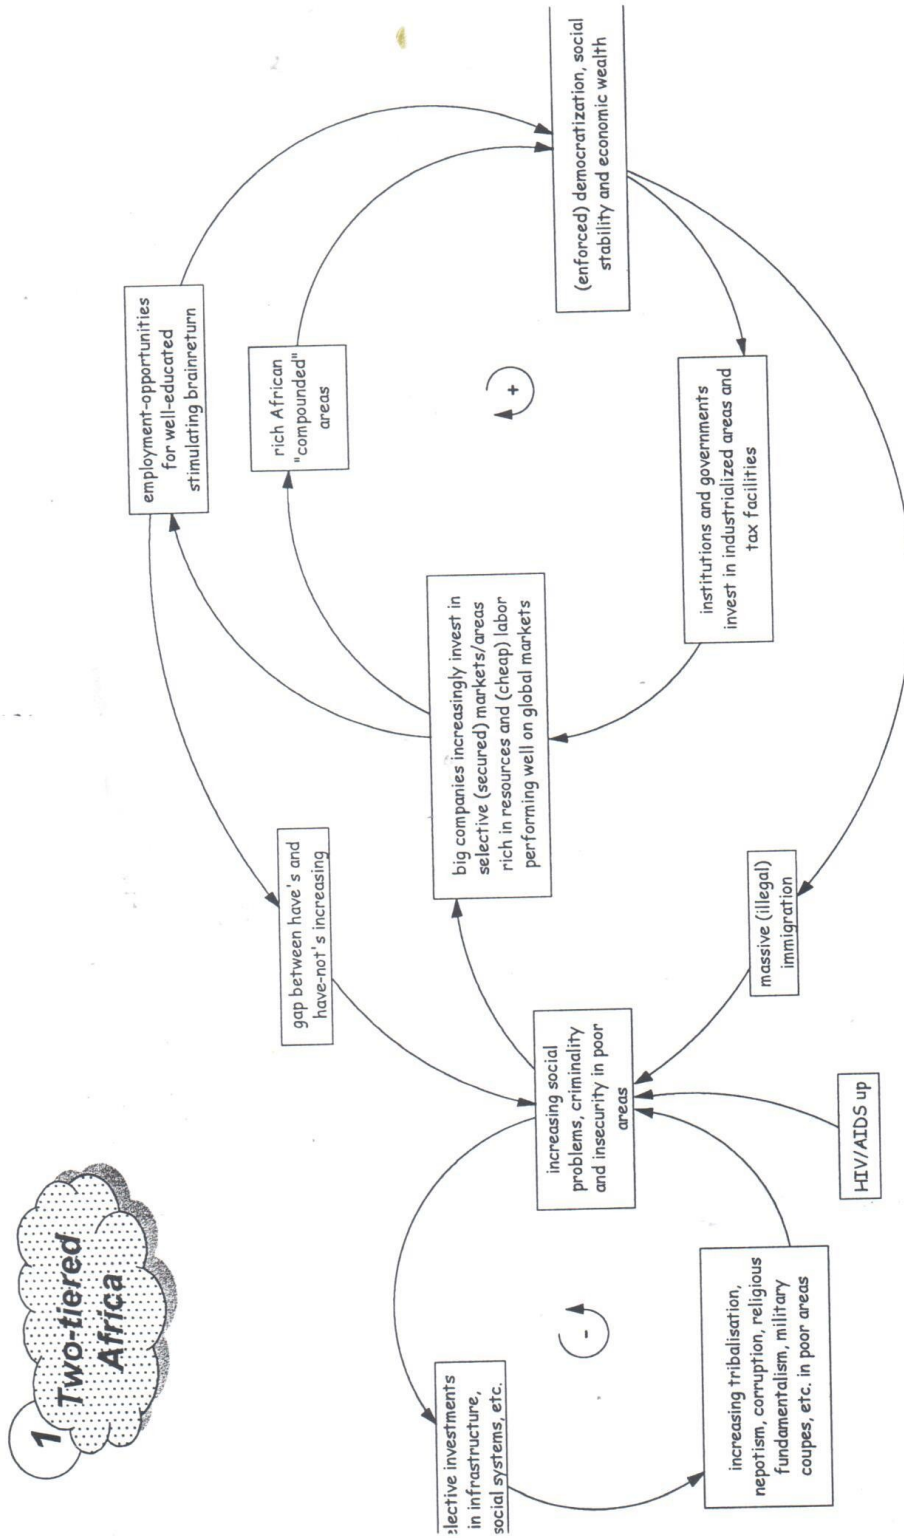 1
Two-tiered
Africa
employment-opportunities
for well-educated
stimulating brainreturn
gap between have's and
have-not's increasing
rich African
"compounded"
areas
big companies increasingly invest in
selective (secured) markets/areas
rich in resources and (cheap) labor
performing well on global markets
+
(enforced) democratization, social
stability and economic wealth
institutions and governments
invest in industrialized areas and
tax facilities
massive (illegal)
immigration
increasing social
problems, criminality
and insecurity in poor
areas
HIV/AIDS up
-
elective investments
in infrastructure,
social systems, etc.
increasing tribalisation,
nepotism, corruption, religious
fundamentalism, military
coupes, etc. in poor areas